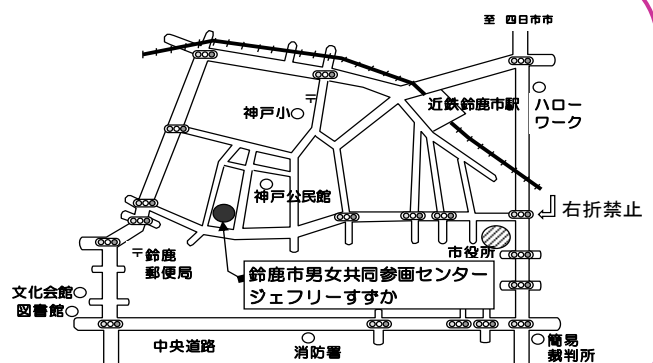 至 四日市市
近鉄鈴鹿市駅
ハロー
ワーク
〒
神戸小
神戸公民館
右折禁止
市役所
〒鈴鹿
郵便局
鈴鹿市男女共同参画センター
ジェフリーすずか
文化会館
図書館
中央道路
消防署
簡易
裁判所